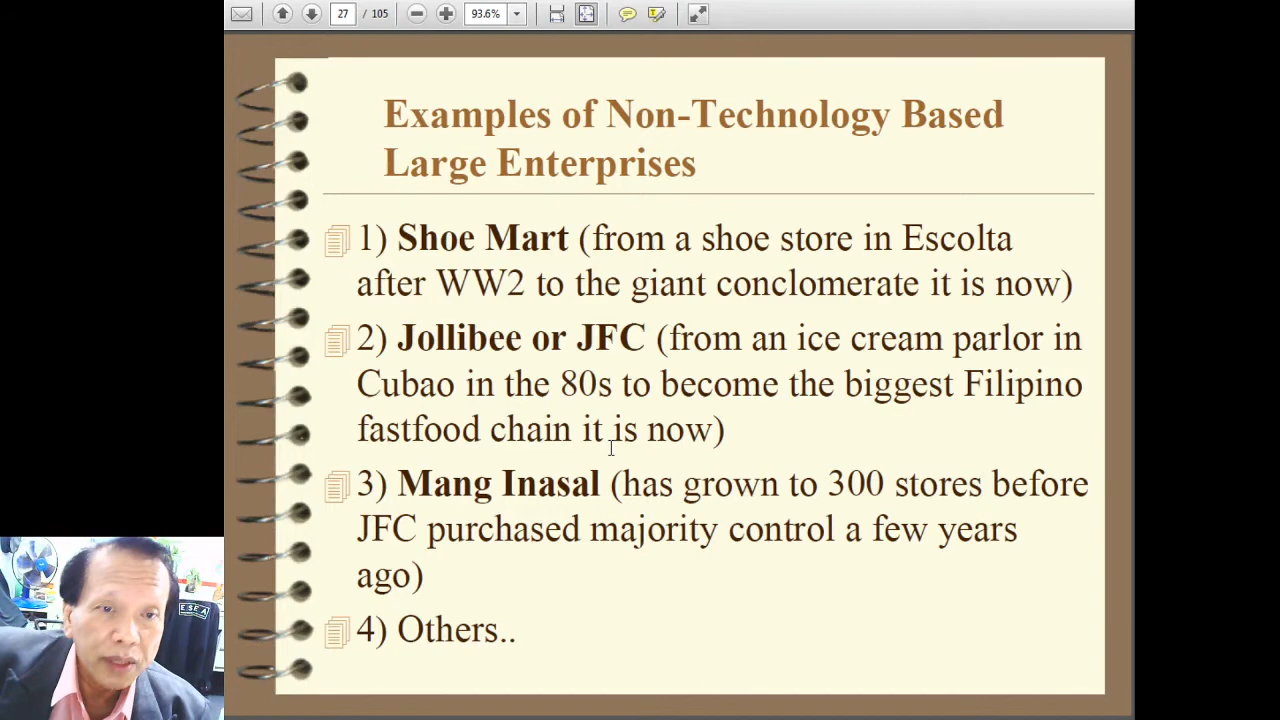 27 / 105 93.6%
Examples of Non-Technology Based
Large Enterprises
1) Shoe Mart (from a shoe store in Escolta
after WW2 to the giant conclomerate it is now)
2) Jollibee or JFC (from an ice cream parlor in
Cubao in the 80s to become the biggest Filipino
fastfood chain it is now)
3) Mang Inasal (has grown to 300 stores before
JFC purchased majority control a few years
ago)
4) Others..
ESEA